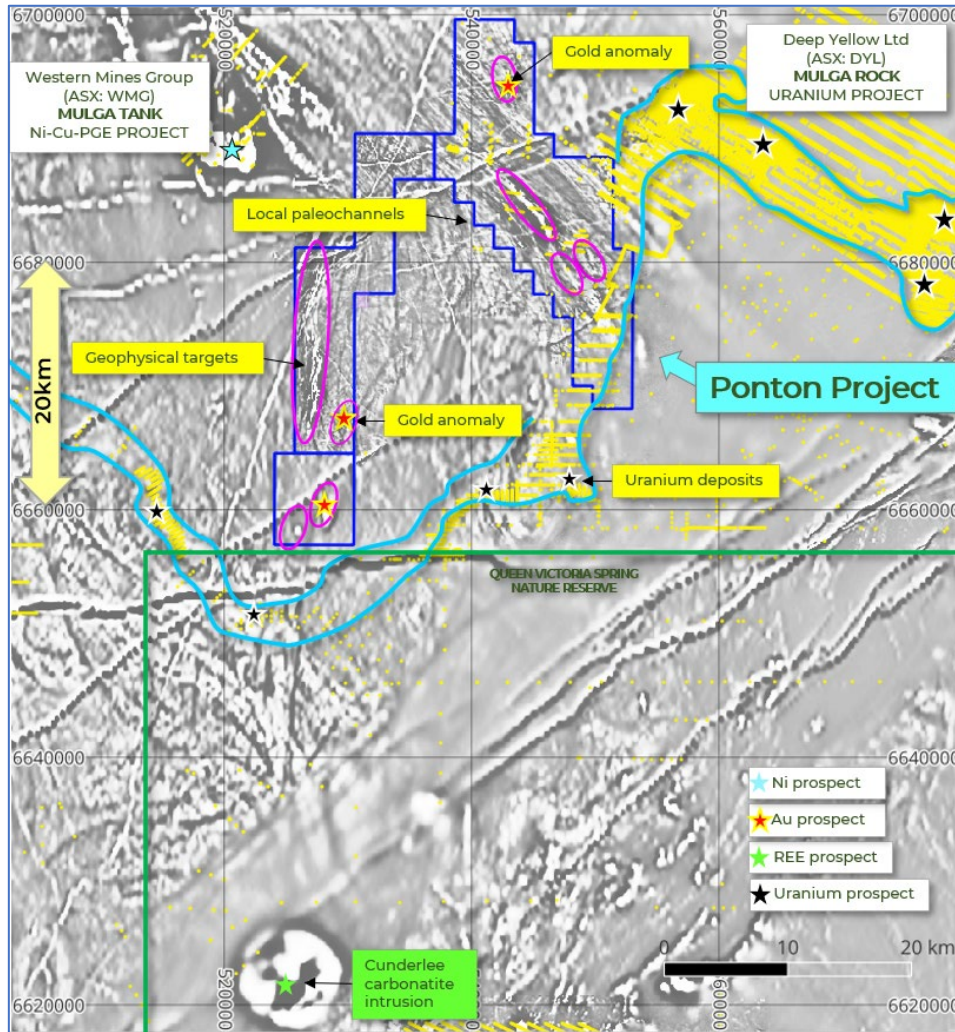 520000
540000
560000
6700000
6700000
Western Mines Group
(ASX: WMG)
MULGA TANK
Ni-Cu-PGE PROJECT
Gold anomaly
Deep Yellow Ltd
(ASX: DYL)
MULGA ROCK
URANIUM PROJECT
Local paleochannels
6680000
6680000
Geophysical targets
20km
Ponton Project
Gold anomaly
Uranium deposits
6660000
6660000
QUEEN VICTORIA SPRING
NATURE RESERVE
6640000
6640000
Ni prospect
Au prospect
REE prospect
Uranium prospect
Cunderlee
carbonatite
intrusion
0 10 20 km
6620000
6620000
520000